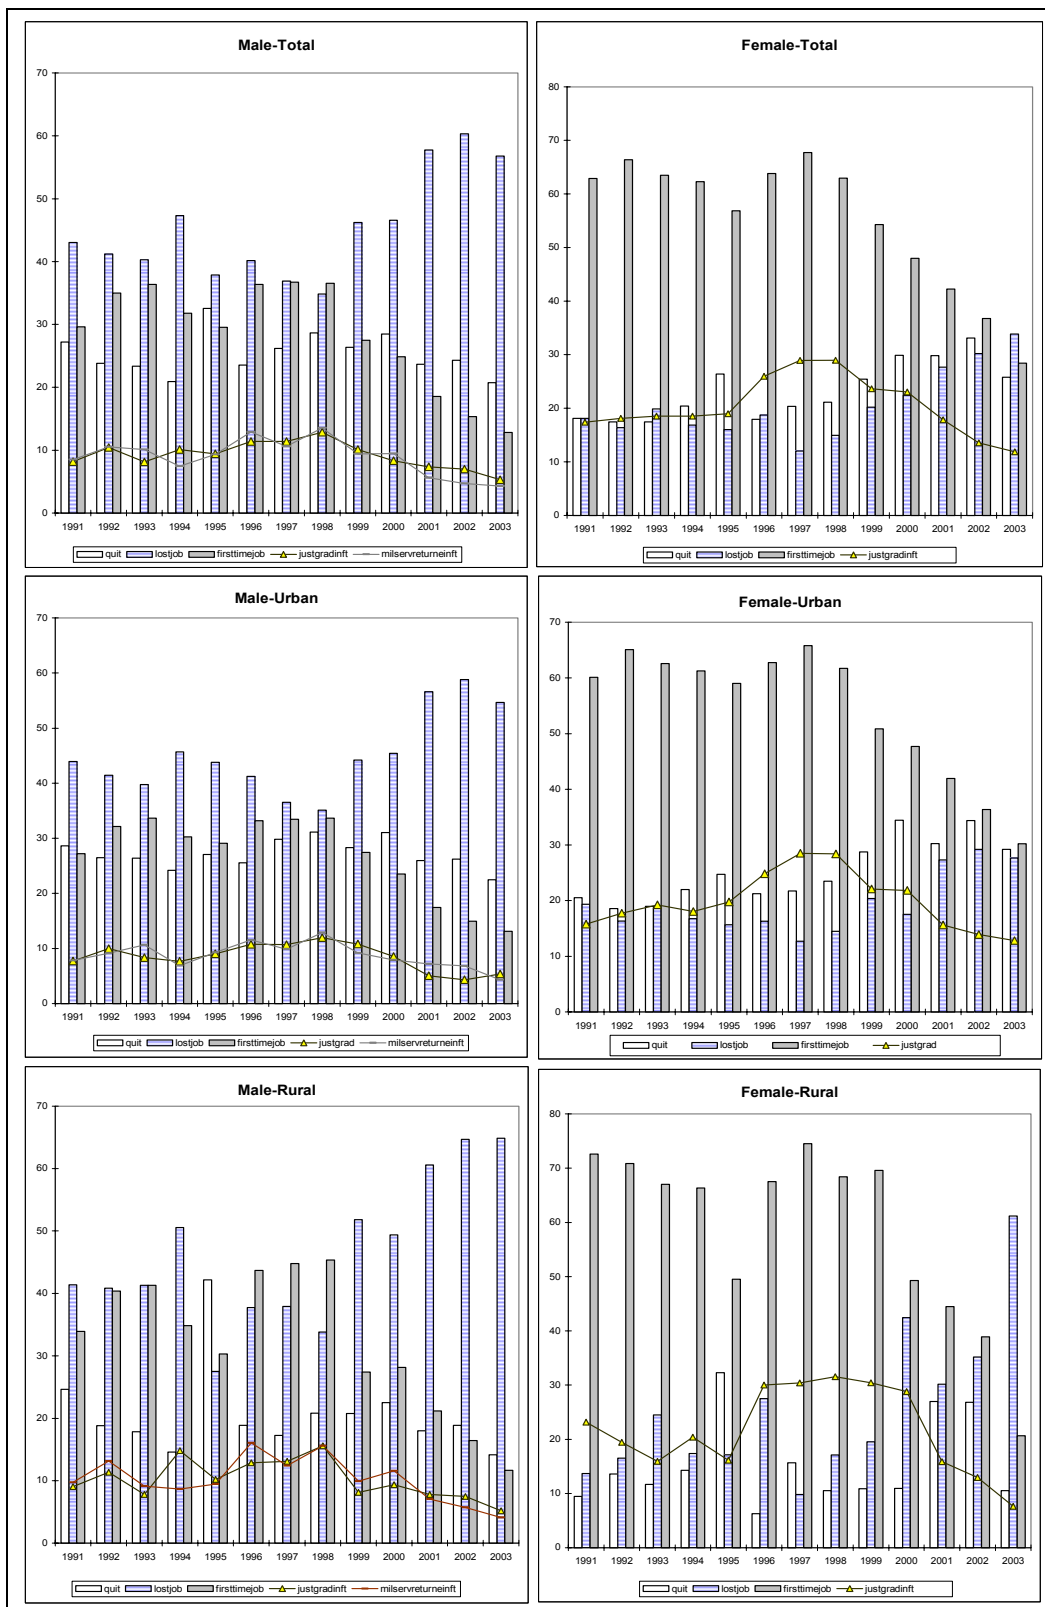 Male-Total
70
60
50
40
30
20
10
0
1991 1992 1993 1994 1995 1996 1997 1998 1999 2000 2001 2002 2003
quit lostjob firsttimejob justgradinft milservreturneinft
Female-Total
80
70
60
50
40
30
20
10
0
1991 1992 1993 1994 1995 1996 1997 1998 1999 2000 2001 2002 2003
quit lostjob firsttimejob justgradinft
Male-Urban
70
60
50
40
30
20
10
0
1991 1992 1993 1994 1995 1996 1997 1998 1999 2000 2001 2002 2003
quit lostjob firsttimejob justgrad milservreturneinft
Female-Urban
70
60
50
40
30
20
10
0
1991 1992 1993 1994 1995 1996 1997 1998 1999 2000 2001 2002 2003
quit lostjob firsttimejob justgrad
Male-Rural
70
60
50
40
30
20
10
0
1991 1992 1993 1994 1995 1996 1997 1998 1999 2000 2001 2002 2003
quit lostjob firsttimejob justgradinft milservreturneinft
Female-Rural
80
70
60
50
40
30
20
10
0
1991 1992 1993 1994 1995 1996 1997 1998 1999 2000 2001 2002 2003
quit lostjob firsttimejob justgradinft